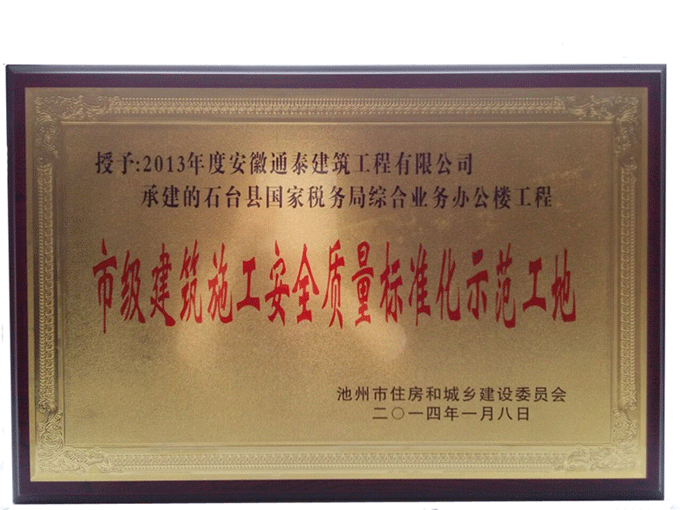 授予:2013年度安徽通泰建筑工程有限公司
承建的石台县国家税务局综合业务办公楼工程
市级建筑施工安全质量标准化示范工地
池州市住房和城乡建设委员会
二〇一四年一月八日